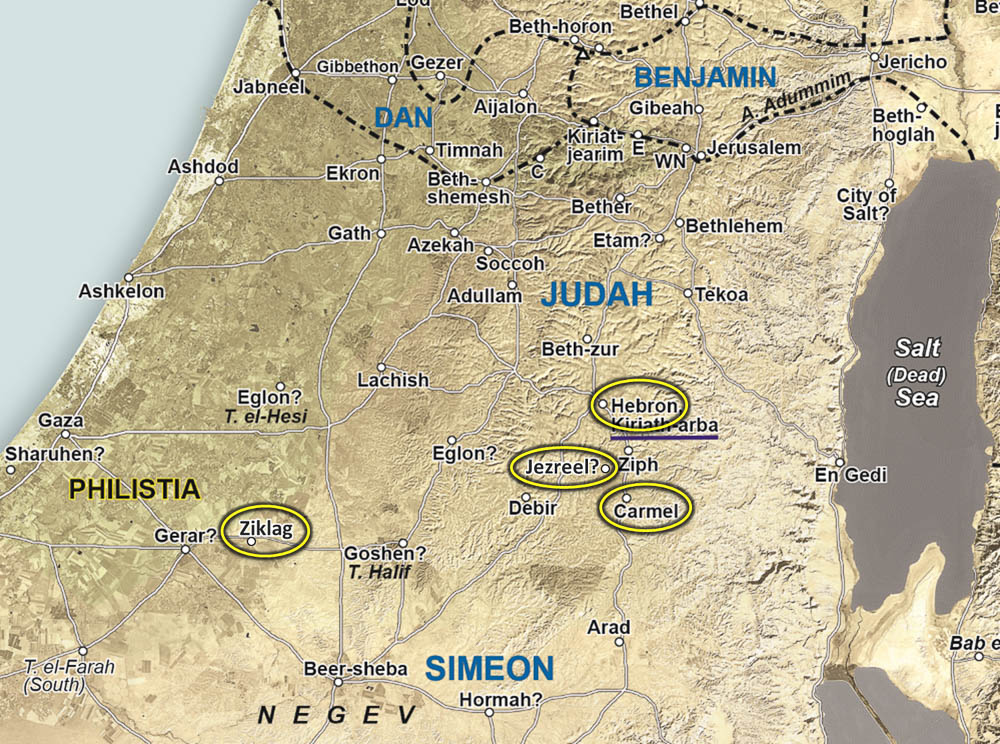 Lod
Beth-horon
Bethel
Gibbethon
Gezer
Jericho
Jabneel
BENJAMIN
Aijalon
Gibeah
A. Adummim
DAN
Beth-
hoglah
Kiriat-
jearim
E
WN
Jerusalem
Timnah
Ashdod
Ekron
C
Beth-
shemesh
City of
Salt?
Bether
Bethlehem
Gath
Azekah
Etam?
Soccoh
Ashkelon
Adullam
JUDAH
Tekoa
Beth-zur
Salt
(Dead)
Sea
Lachish
Eglon?
T. el-Hesi
Hebron,
Kiriath-arba
Gaza
Sharuhen?
Eglon?
Jezreel?
Ziph
En Gedi
PHILISTIA
Debir
Carmel
Ziklag
Gerar?
Goshen?
T. Halif
Arad
T. el-Farah
(South)
Beer-sheba
SIMEON
Bab e
Hormah?
NEGEV